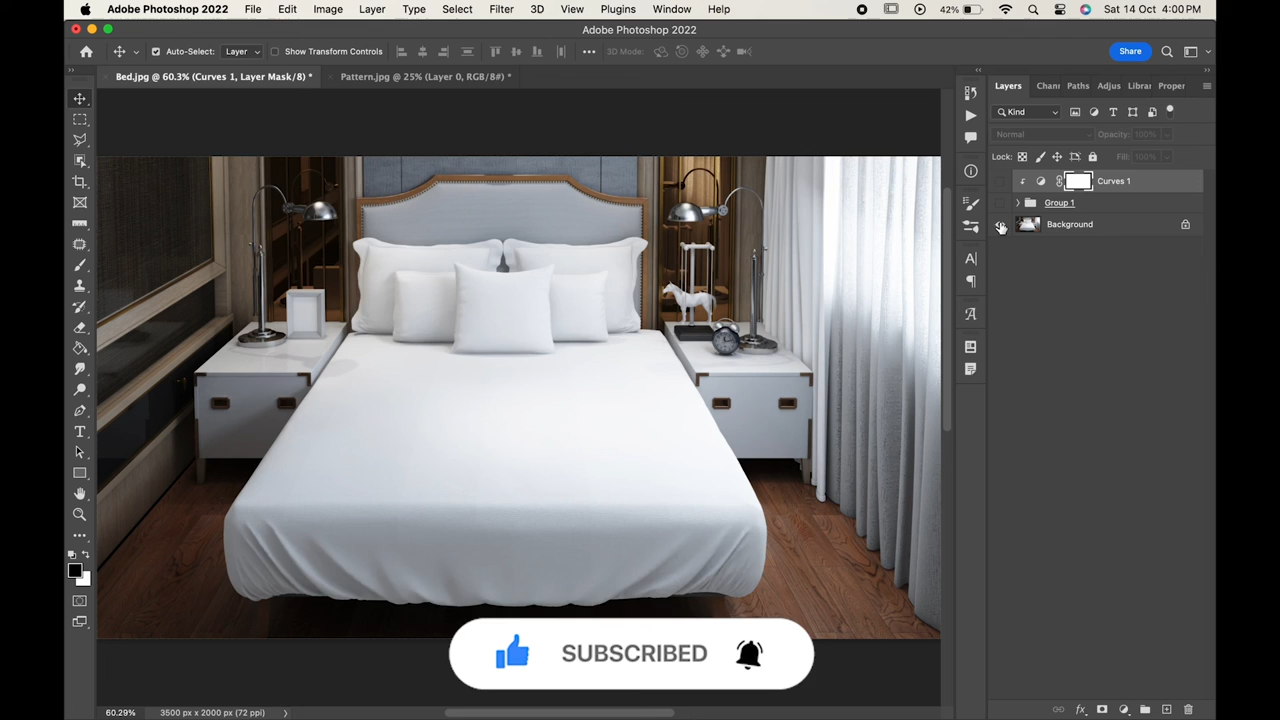 Adobe Photoshop 2022 File Edit Image Layer Type Select Filter 3D View Plugins Window Help 42% Sat 14 Oct 4:00 PM
Adobe Photoshop 2022
Auto-Select: Layer Show Transform Controls 3D Mode: Share
Bed.jpg @ 60.3% (Curves 1, Layer Mask/8) * Pattern.jpg @ 25% (Layer 0, RGB/8#) *
Layers Chann Paths Adjus Librar Proper
Kind
Normal Opacity: 100%
Lock: Fill: 100%
Curves 1
Group 1
Background
SUBSCRIBED
60.29% 3500 px x 2000 px (72 ppi)